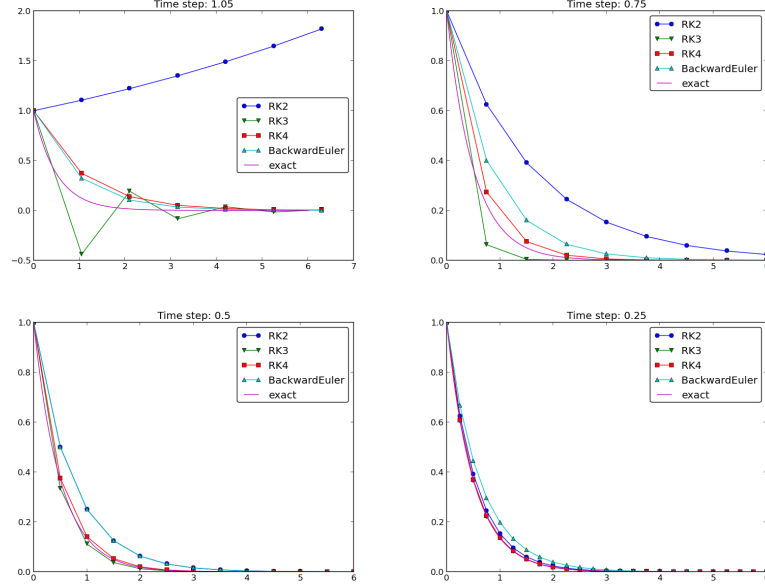 Time step: 1.05
2.0
1.5
1.0
0.5
0.0
−0.5
0 1 2 3 4 5 6 7
RK2
RK3
RK4
BackwardEuler
exact
Time step: 0.75
1.0
0.8
0.6
0.4
0.2
0.0
0 1 2 3 4 5
RK2
RK3
RK4
BackwardEuler
exact
Time step: 0.5
1.0
0.8
0.6
0.4
0.2
0.0
0 1 2 3 4 5 6
RK2
RK3
RK4
BackwardEuler
exact
Time step: 0.25
1.0
0.8
0.6
0.4
0.2
0.0
0 1 2 3 4 5
RK2
RK3
RK4
BackwardEuler
exact